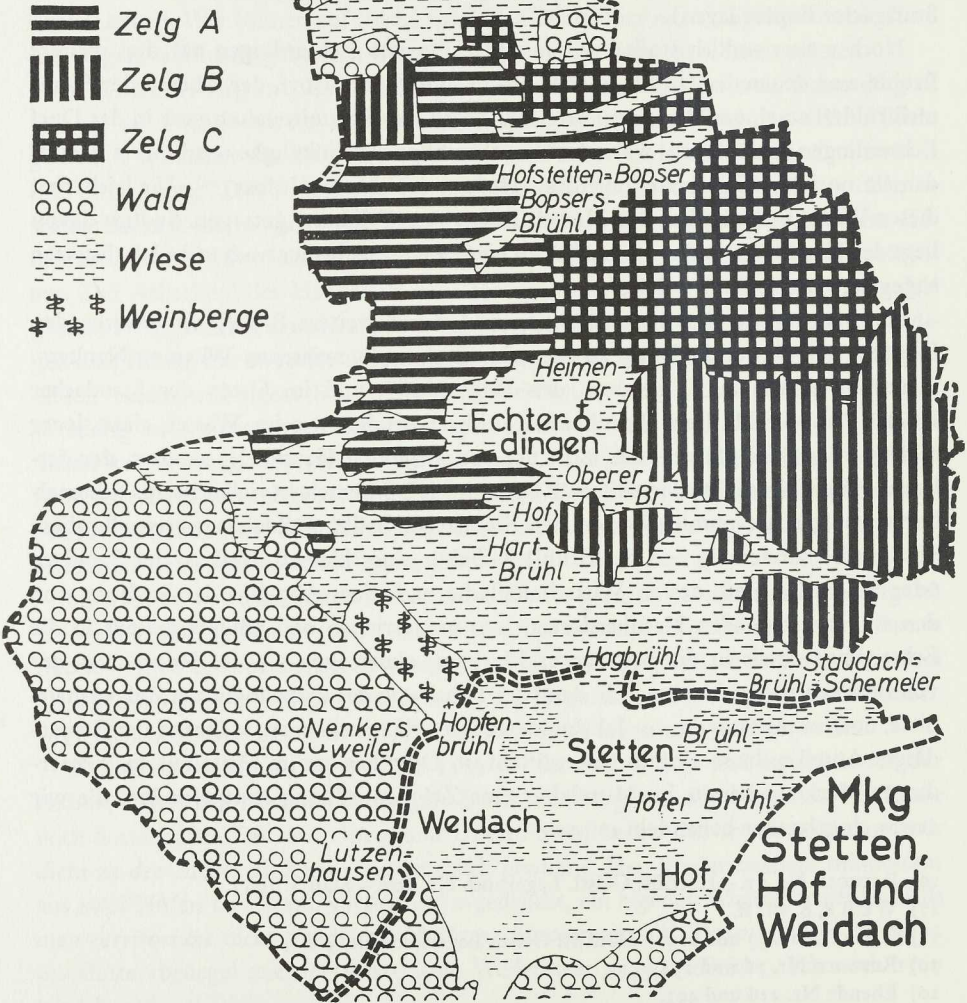 Zelg A
Zelg B
Zelg C
Wald
Wiese
Weinberge
Hofstetten=Bopser
Bopsers-
Brühl
Heimen-
Br.
Echter-
dingen
Oberer
Br.
Hof
Hart-
Brühl
Hagbrühl
Staudach=
Brühl=Schemeler
Nenkers-
weiler
Hopfen-
brühl
Stetten
Brühl
Höfer Brühl
Weidach
Lutzen-
hausen
Hof
Mkg
Stetten,
Hof und
Weidach